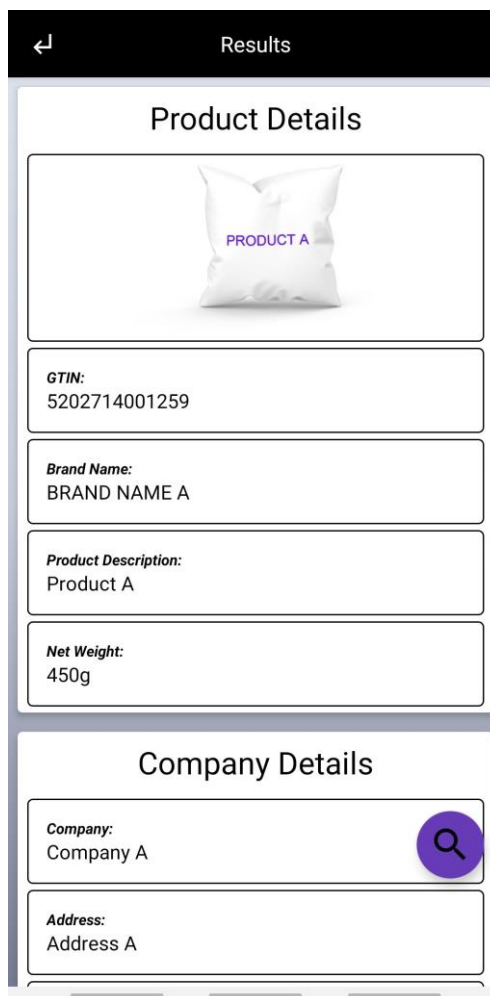 Results
Product Details
PRODUCT A
GTIN:
5202714001259
Brand Name:
BRAND NAME A
Product Description:
Product A
Net Weight:
450g
Company Details
Company:
Company A
Address:
Address A